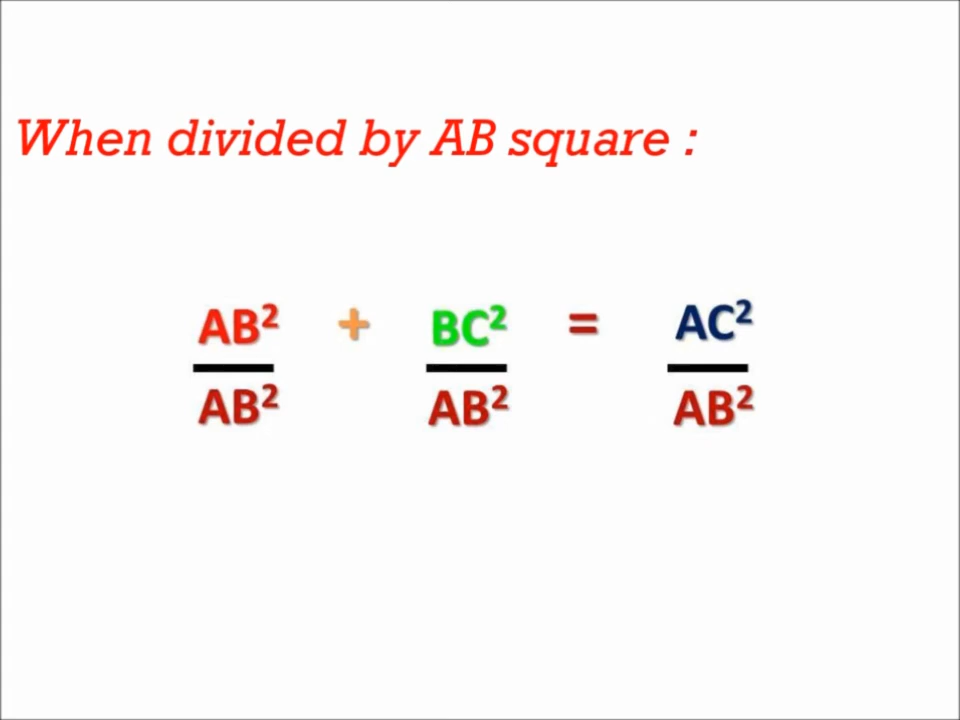 When divided by AB square :
AB² + BC² = AC²
AB² AB² AB²